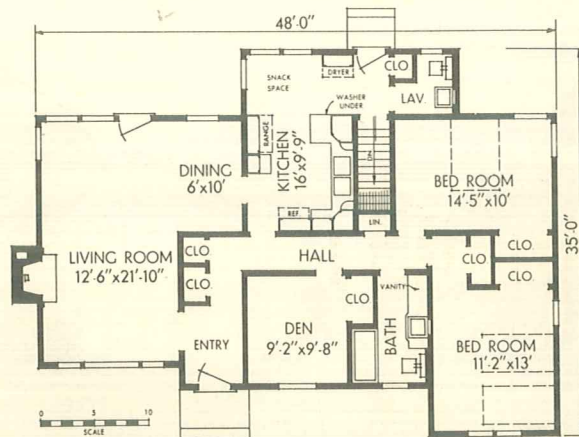 48'-0"
DRYER
CLO
SNACK
SPACE
WASHER
UNDER
LAV.
RANGE
KITCHEN
16'x9'-9"
DN.
DINING
6'x10'
BED ROOM
14'-5"x10'
REF.
LIN.
35'-0"
HALL
CLO
CLO.
CLO
CLO.
CLO.
LIVING ROOM
12'-6"x21'-10"
CLO
VANITY
DEN
9'-2"x9'-8"
BATH
BED ROOM
11'-2"x13'
ENTRY
0 5 10
SCALE